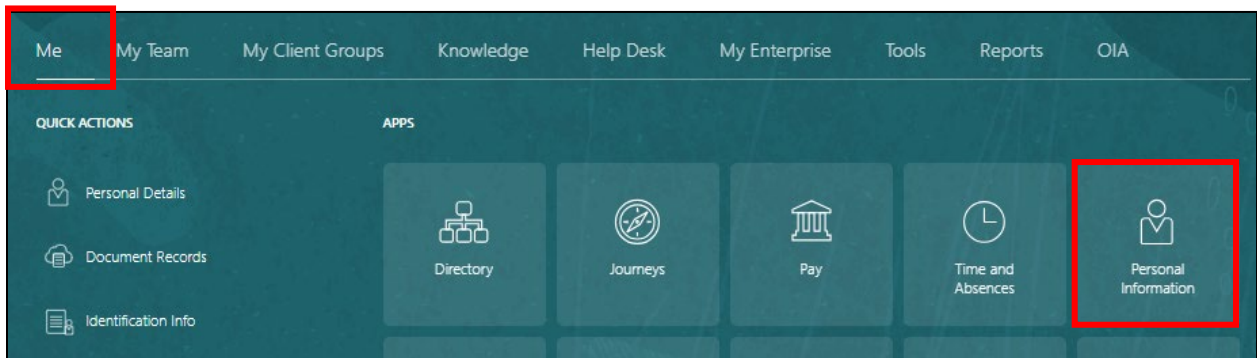 Me My Team My Client Groups Knowledge Help Desk My Enterprise Tools Reports OIA
QUICK ACTIONS
Personal Details
Document Records
Identification Info
APPS
Directory
Journeys
Pay
Time and
Absences
Personal
Information